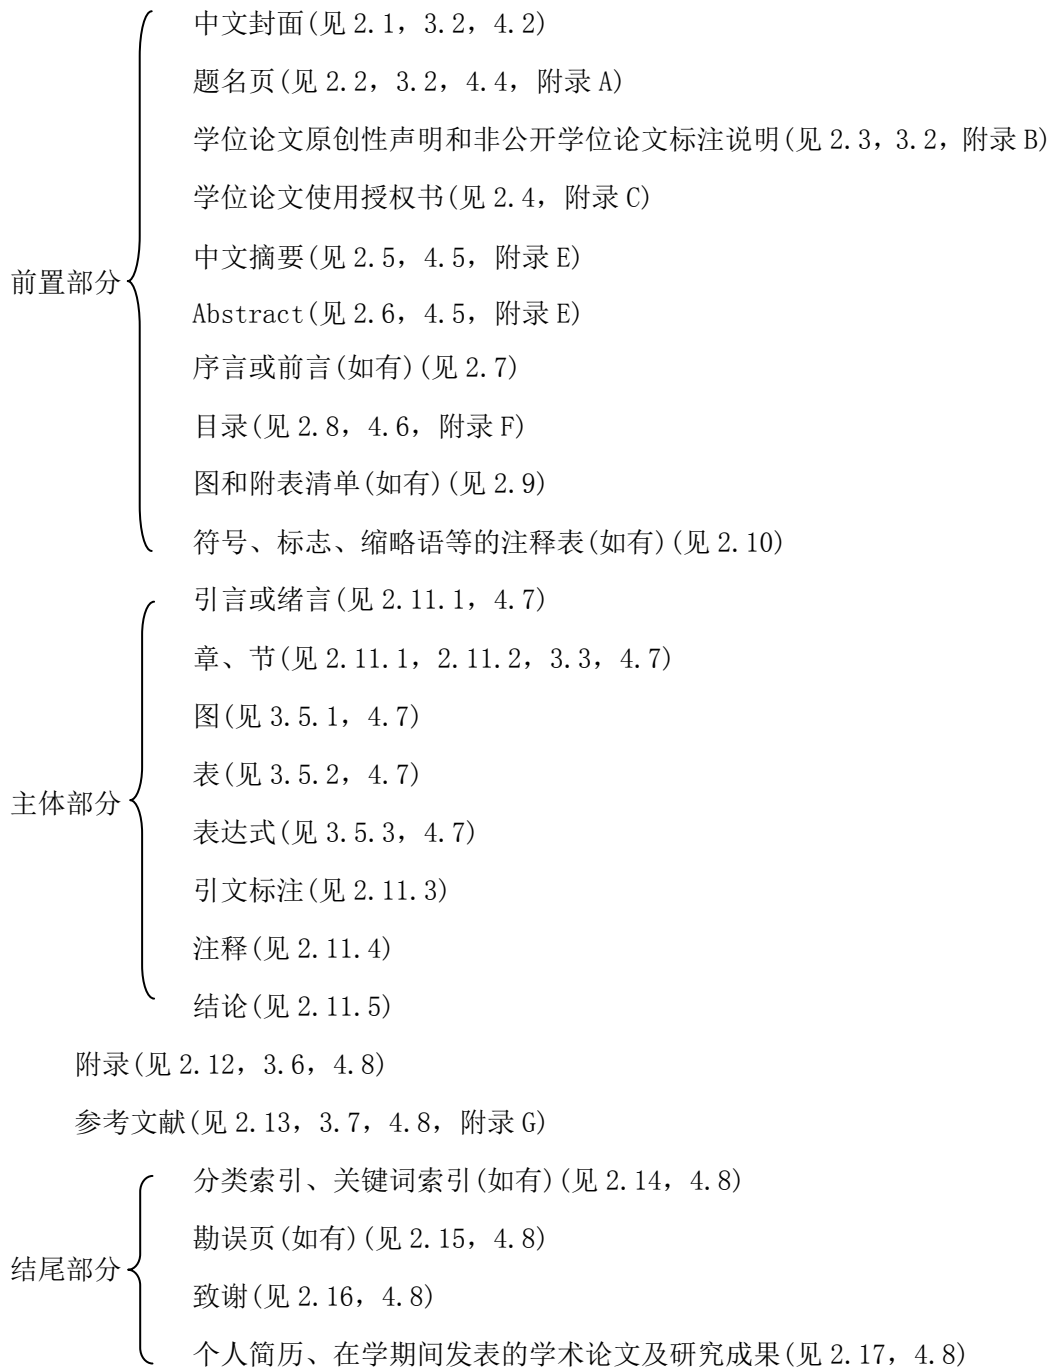 中文封面(见 2.1，3.2，4.2)
题名页(见 2.2，3.2，4.4，附录 A)
学位论文原创性声明和非公开学位论文标注说明(见 2.3，3.2，附录 B)
学位论文使用授权书(见 2.4，附录 C)
中文摘要(见 2.5，4.5，附录 E)
前置部分
Abstract(见 2.6，4.5，附录 E)
序言或前言(如有)(见 2.7)
目录(见 2.8，4.6，附录 F)
图和附表清单(如有)(见 2.9)
符号、标志、缩略语等的注释表(如有)(见 2.10)
引言或绪言(见 2.11.1，4.7)
章、节(见 2.11.1，2.11.2，3.3，4.7)
图(见 3.5.1，4.7)
表(见 3.5.2，4.7)
主体部分
表达式(见 3.5.3，4.7)
引文标注(见 2.11.3)
注释(见 2.11.4)
结论(见 2.11.5)
附录(见 2.12，3.6，4.8)
参考文献(见 2.13，3.7，4.8，附录 G)
分类索引、关键词索引(如有)(见 2.14，4.8)
勘误页(如有)(见 2.15，4.8)
结尾部分
致谢(见 2.16，4.8)
个人简历、在学期间发表的学术论文及研究成果(见 2.17，4.8)